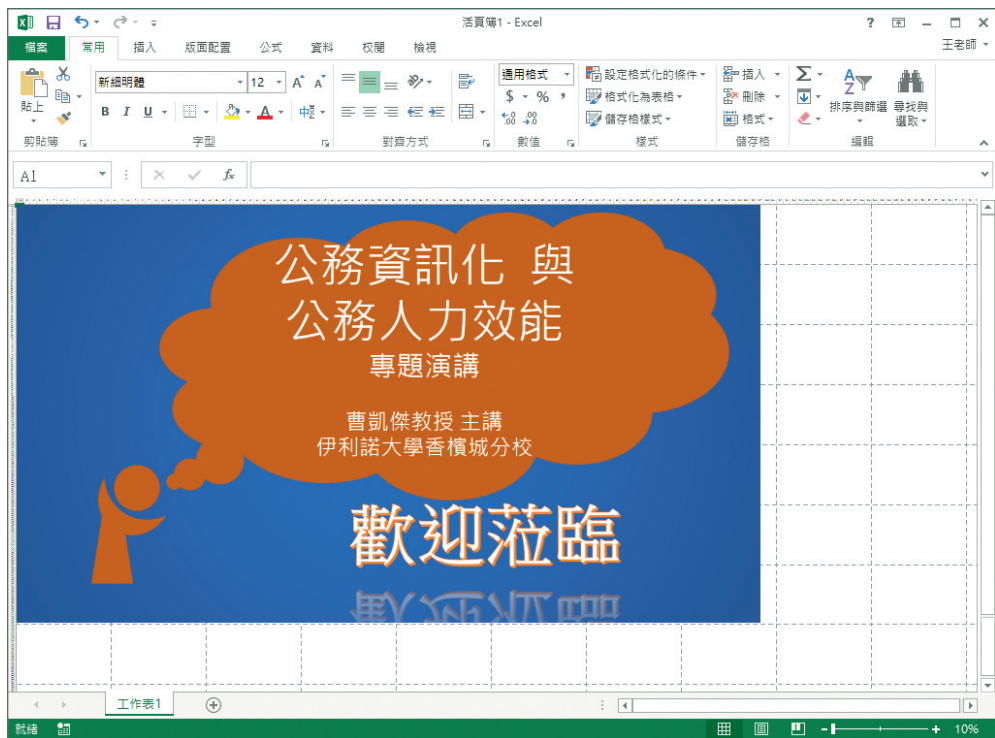 活頁簿1 - Excel
?
檔案 常用 插入 版面配置 公式 資料 校閱 檢視 王老師
貼上
新細明體 12 A A
B I U A 中ž
通用格式
$ % ,
設定格式化的條件
格式化為表格
儲存格樣式
插入
刪除
格式
Σ
排序與篩選
尋找與
選取
剪貼簿 字型 對齊方式 數值 樣式 儲存格 編輯
A1 fx
公務資訊化 與
公務人力效能
專題演講
曹凱傑教授 主講
伊利諾大學香檳城分校
歡迎蒞臨
工作表1
就緒 10%